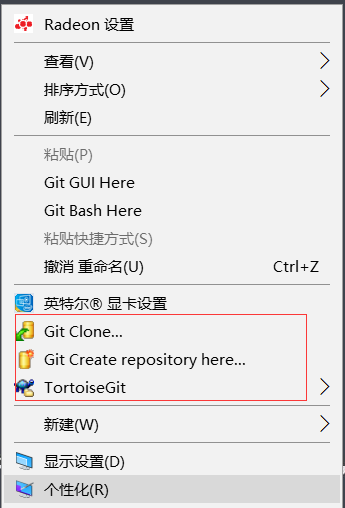 Radeon 设置
查看(V)
排序方式(O)
刷新(E)
粘贴(P)
Git GUI Here
Git Bash Here
粘贴快捷方式(S)
撤消 重命名(U) Ctrl+Z
英特尔® 显卡设置
Git Clone...
Git Create repository here...
TortoiseGit
新建(W)
显示设置(D)
个性化(R)